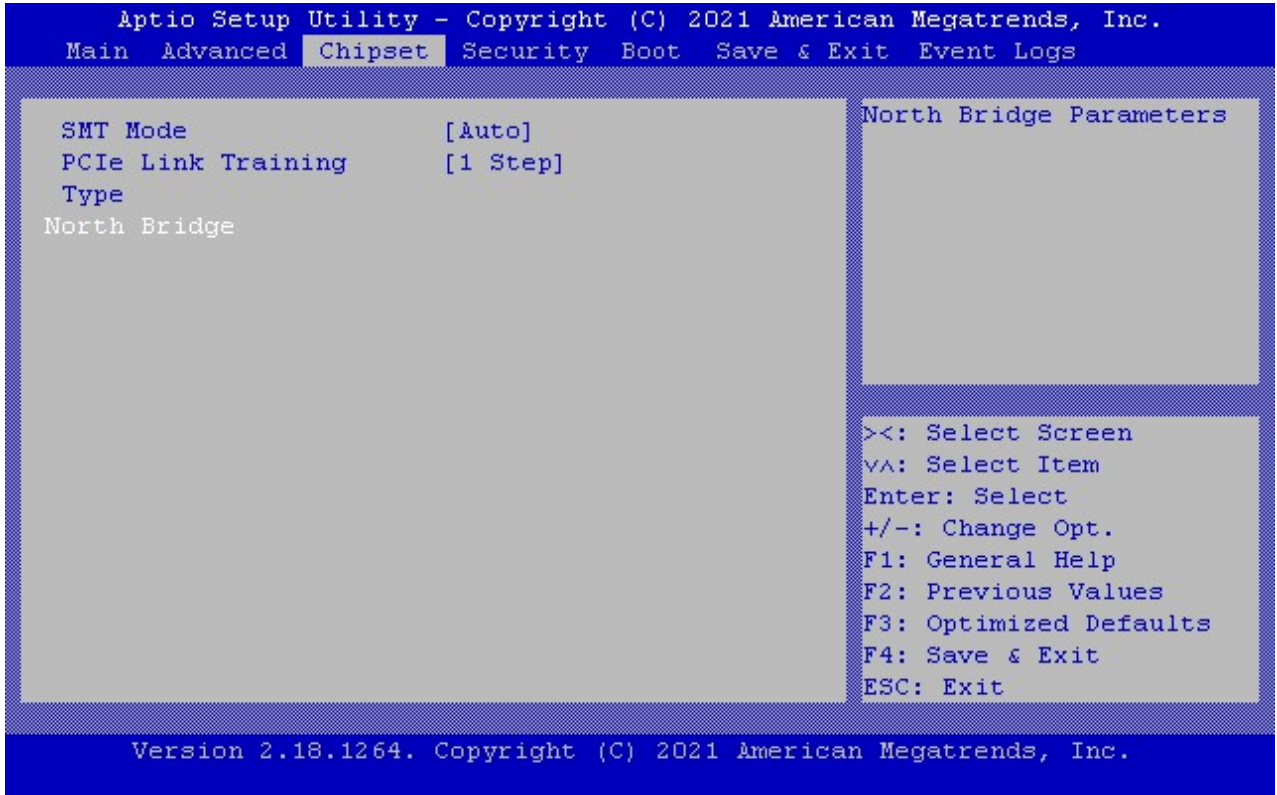 Aptio Setup Utility – Copyright (C) 2021 American Megatrends, Inc.
Main Advanced Chipset Security Boot Save & Exit Event Logs
SMT Mode [Auto]
PCIe Link Training [1 Step]
Type
North Bridge
North Bridge Parameters
><: Select Screen
v^: Select Item
Enter: Select
+/-: Change Opt.
F1: General Help
F2: Previous Values
F3: Optimized Defaults
F4: Save & Exit
ESC: Exit
Version 2.18.1264. Copyright (C) 2021 American Megatrends, Inc.